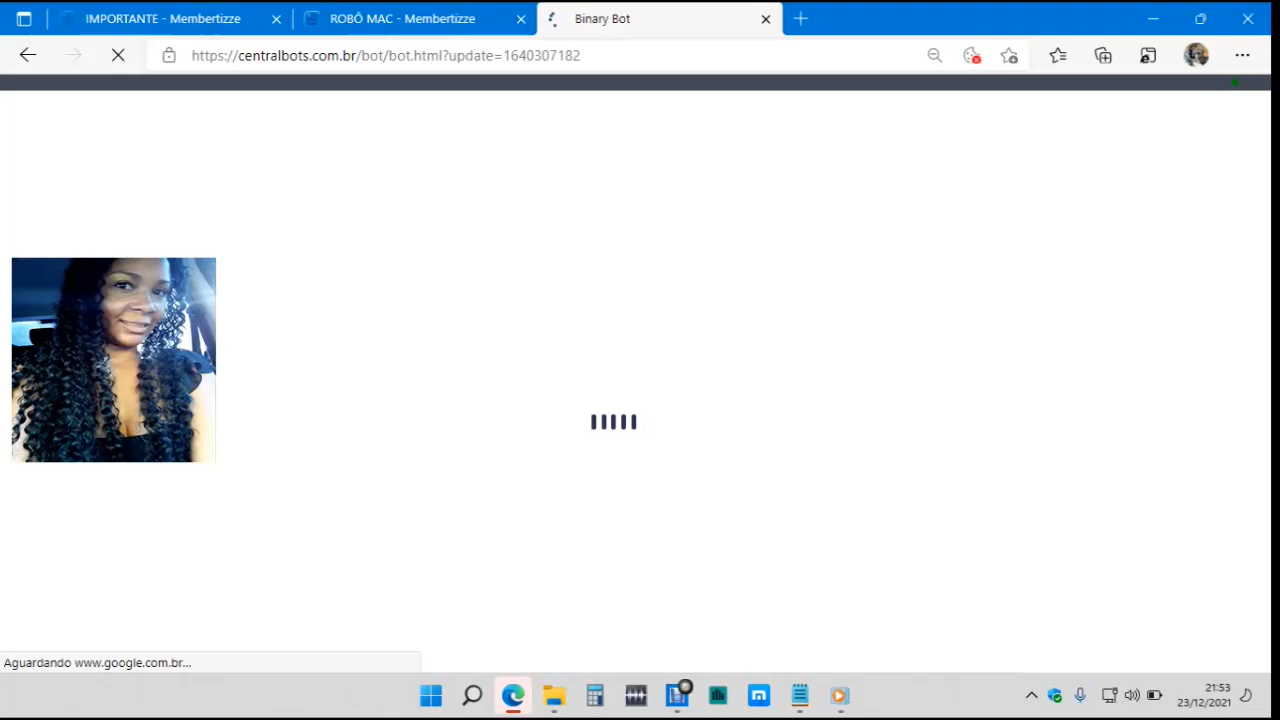 IMPORTANTE - Membertizze
ROBÔ MAC - Membertizze
Binary Bot
https://centralbots.com.br/bot/bot.html?update=1640307182
Aguardando www.google.com.br...
21:53
23/12/2021